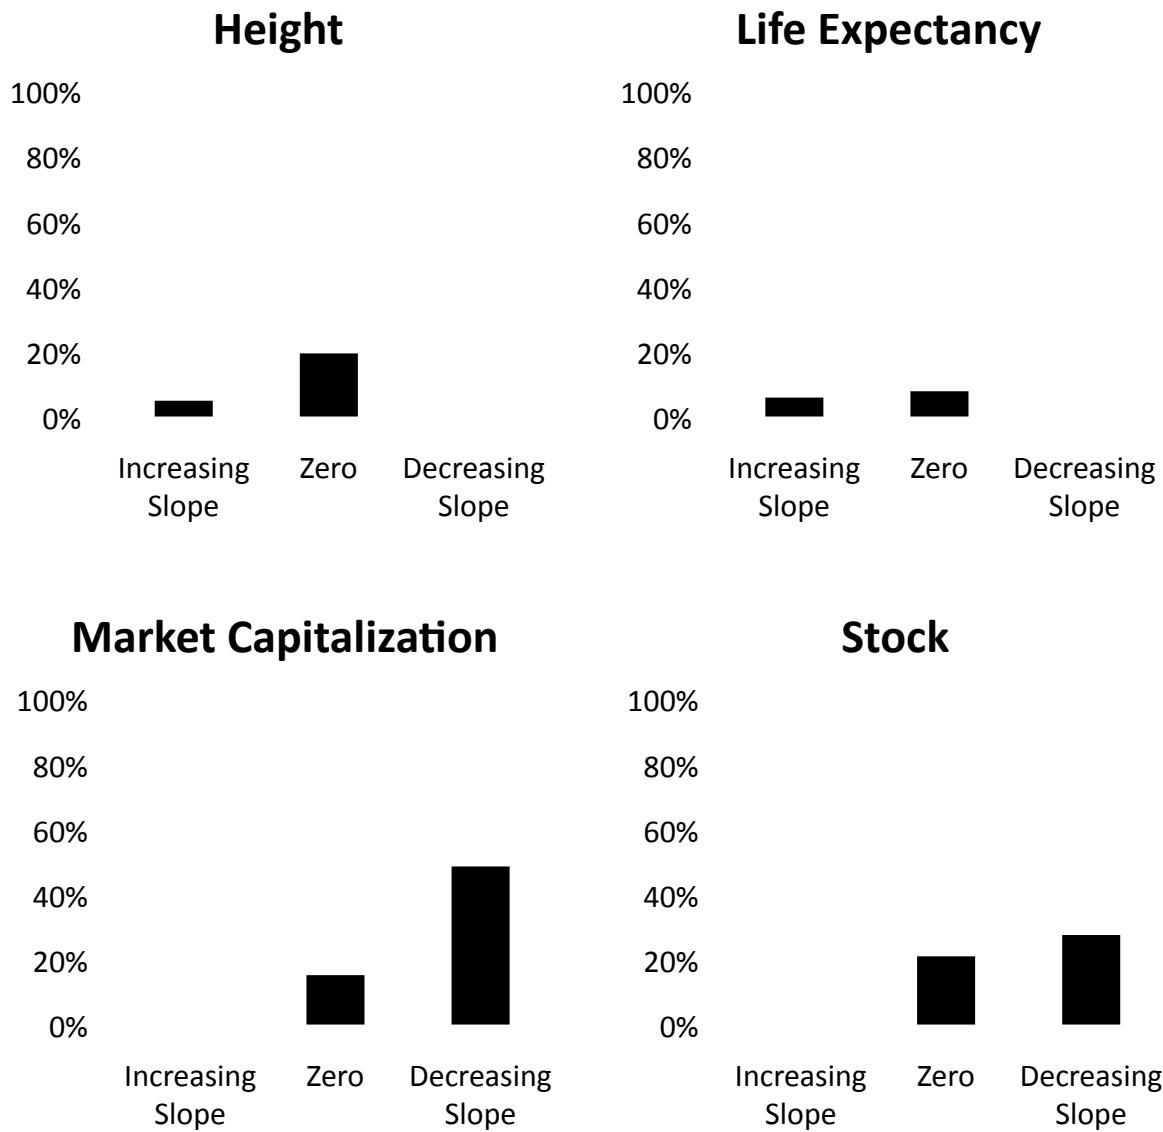 Height
100%
80%
60%
40%
20%
0%
Increasing Slope
Zero
Decreasing Slope
Life Expectancy
100%
80%
60%
40%
20%
0%
Increasing Slope
Zero
Decreasing Slope
Market Capitalization
100%
80%
60%
40%
20%
0%
Increasing Slope
Zero
Decreasing Slope
Stock
100%
80%
60%
40%
20%
0%
Increasing Slope
Zero
Decreasing Slope